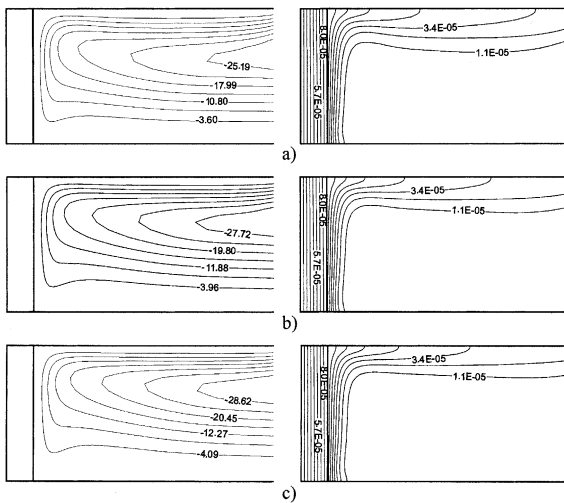 -25.19
-17.99
-10.80
-3.60
8.0E-05
5.7E-05
3.4E-05
1.1E-05
a)
-27.72
-19.80
-11.88
-3.96
8.0E-05
5.7E-05
3.4E-05
1.1E-05
b)
-28.62
-20.45
-12.27
-4.09
8.0E-05
5.7E-05
3.4E-05
1.1E-05
c)